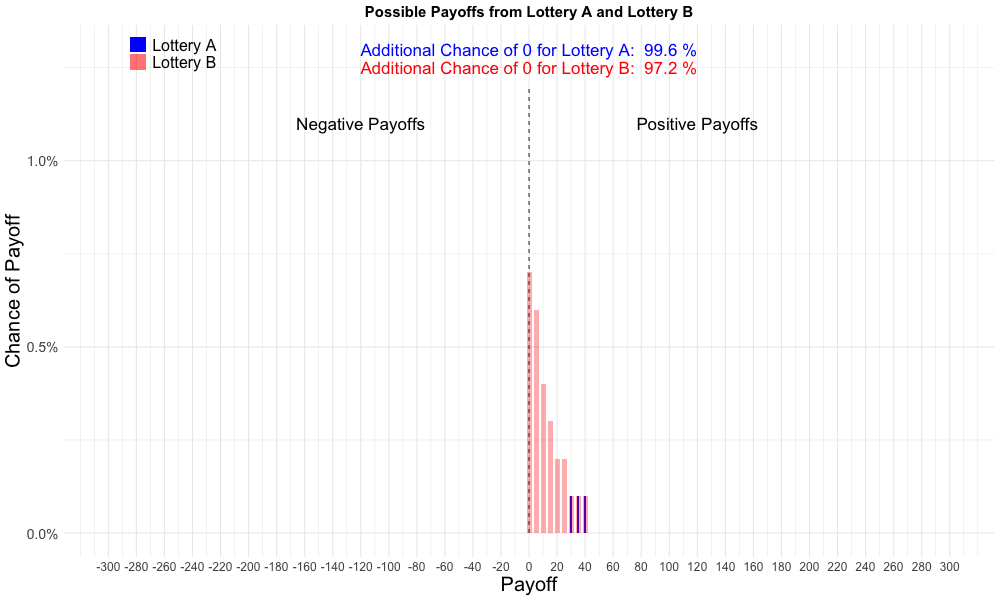 Possible Payoffs from Lottery A and Lottery B
Lottery A
Lottery B
Additional Chance of 0 for Lottery A:  99.6 %
Additional Chance of 0 for Lottery B:  97.2 %
Negative Payoffs
Positive Payoffs
Chance of Payoff
1.0%
0.5%
0.0%
-300 -280 -260 -240 -220 -200 -180 -160 -140 -120 -100 -80 -60 -40 -20 0 20 40 60 80 100 120 140 160 180 200 220 240 260 280 300
Payoff